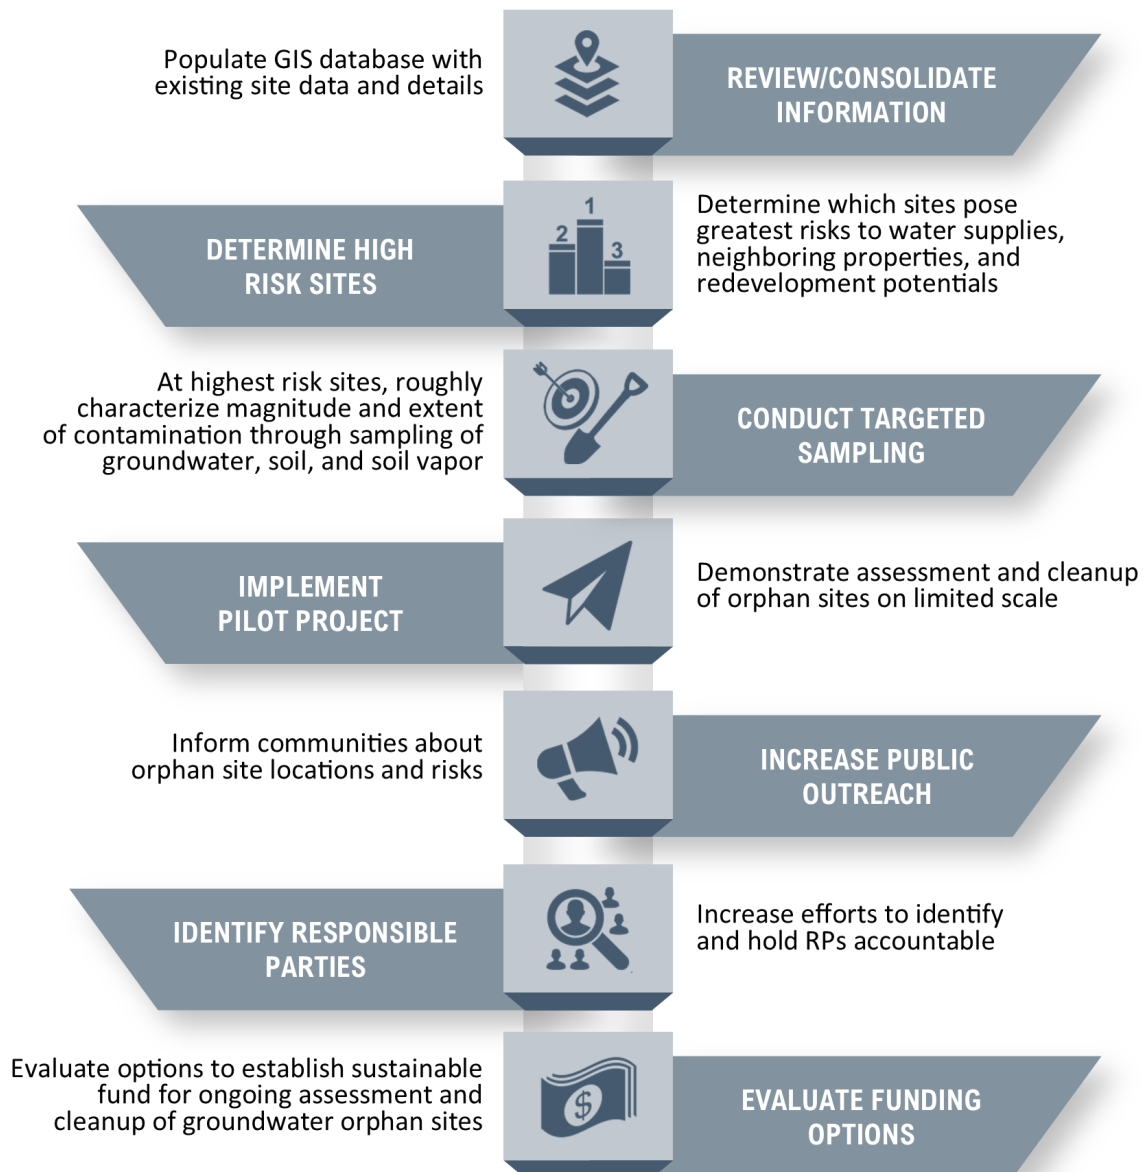 Populate GIS database with
existing site data and details
REVIEW/CONSOLIDATE
INFORMATION
DETERMINE HIGH
RISK SITES
1
2
3
Determine which sites pose
greatest risks to water supplies,
neighboring properties, and
redevelopment potentials
At highest risk sites, roughly
characterize magnitude and extent
of contamination through sampling of
groundwater, soil, and soil vapor
CONDUCT TARGETED
SAMPLING
IMPLEMENT
PILOT PROJECT
Demonstrate assessment and cleanup
of orphan sites on limited scale
Inform communities about
orphan site locations and risks
INCREASE PUBLIC
OUTREACH
IDENTIFY RESPONSIBLE
PARTIES
Increase efforts to identify
and hold RPs accountable
Evaluate options to establish sustainable
fund for ongoing assessment and
cleanup of groundwater orphan sites
$
EVALUATE FUNDING
OPTIONS